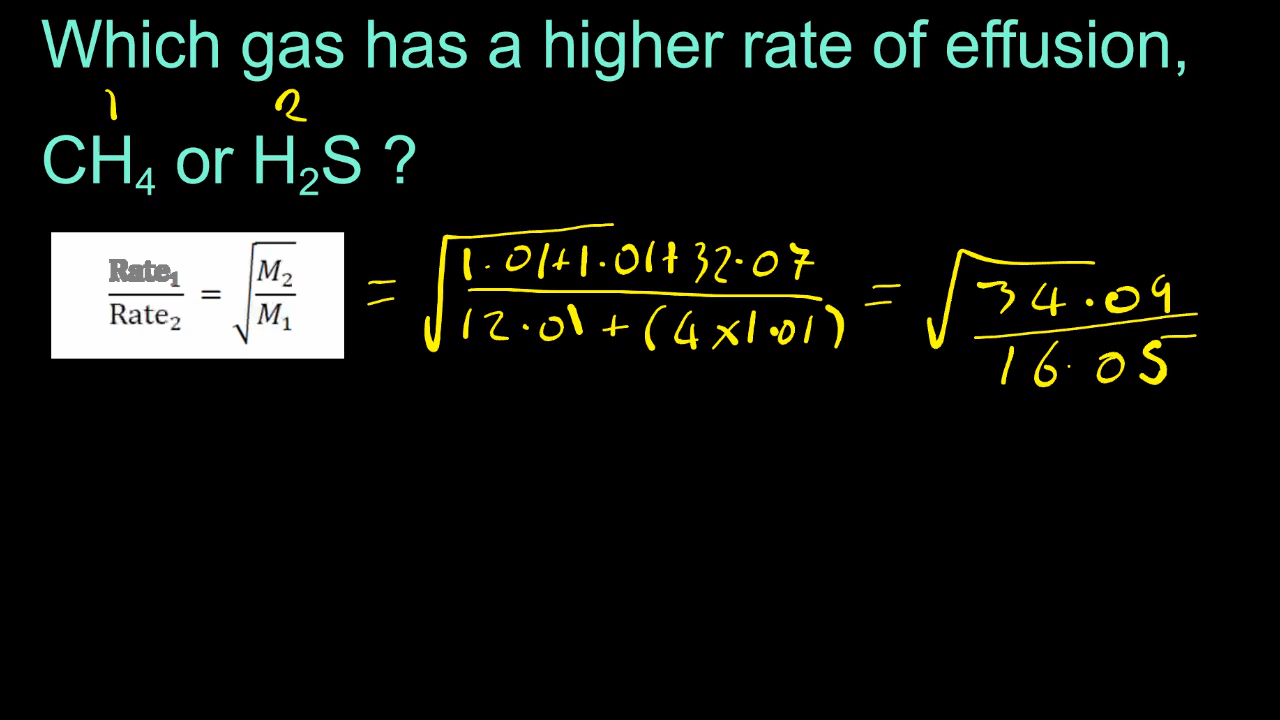 Which gas has a higher rate of effusion,
1 2
CH₄ or H₂S ?
Rate₁/Rate₂ = √(M₂/M₁) = √((1.01+1.01+32.07)/(12.01+(4×1.01))) = √(34.09/16.05)